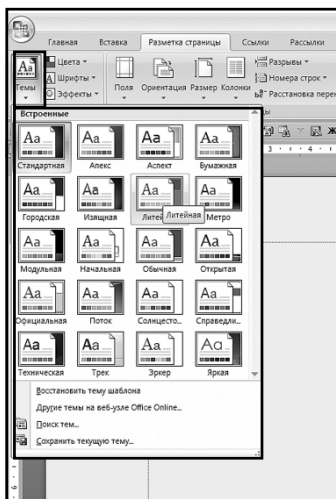 Главная Вставка Разметка страницы Ссылки Рассылки
Цвета
Шрифты
Эффекты
Темы
Поля Ориентация Размер Колонки
Разрывы
Номера строк
Расстановка перен
Встроенные
Стандартная Апекс Аспект Бумажная
Городская Изящная Литей Метро
Литейная
Модульная Начальная Обычная Открытая
Официальная Поток Солнцесто... Справедли...
Техническая Трек Эркер Яркая
Восстановить тему шаблона
Другие темы на веб-узле Office Online...
Поиск тем...
Сохранить текущую тему...